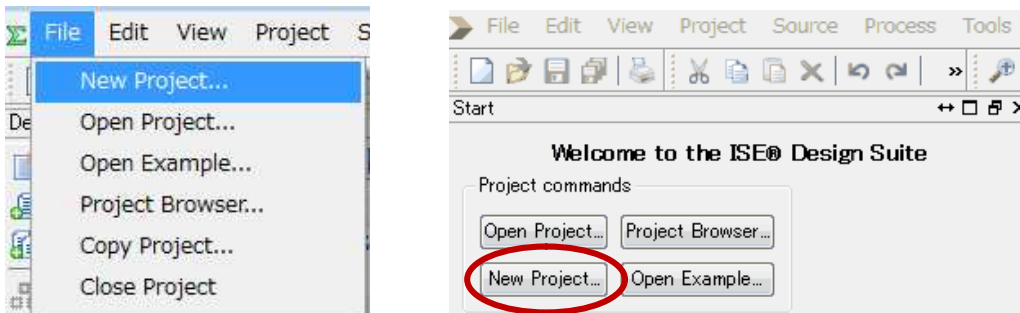 File Edit View Project S
New Project...
De
Open Project...
Open Example...
Project Browser...
Copy Project...
Close Project
File Edit View Project Source Process Tools
»
Start
Welcome to the ISE® Design Suite
Project commands
Open Project... Project Browser...
New Project... Open Example...